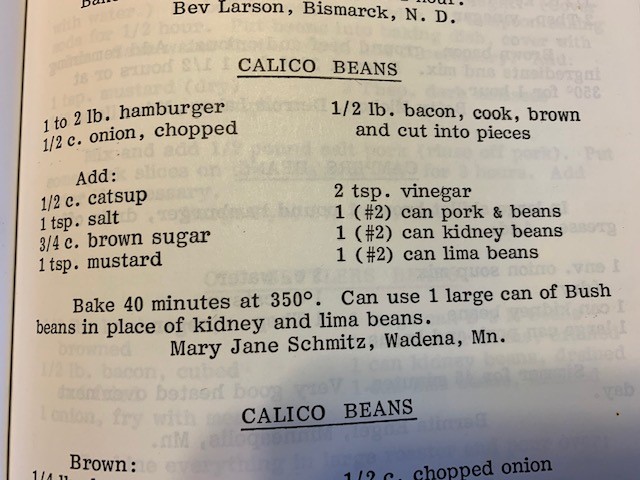 Bev Larson, Bismarck, N. D.
CALICO BEANS
1 to 2 lb. hamburger
1/2 c. onion, chopped
1/2 lb. bacon, cook, brown
and cut into pieces
Add:
1/2 c. catsup
1 tsp. salt
3/4 c. brown sugar
1 tsp. mustard
2 tsp. vinegar
1 (#2) can pork & beans
1 (#2) can kidney beans
1 (#2) can lima beans
Bake 40 minutes at 350°. Can use 1 large can of Bush
beans in place of kidney and lima beans.
Mary Jane Schmitz, Wadena, Mn.
CALICO BEANS
Brown:
1/2 c. chopped onion